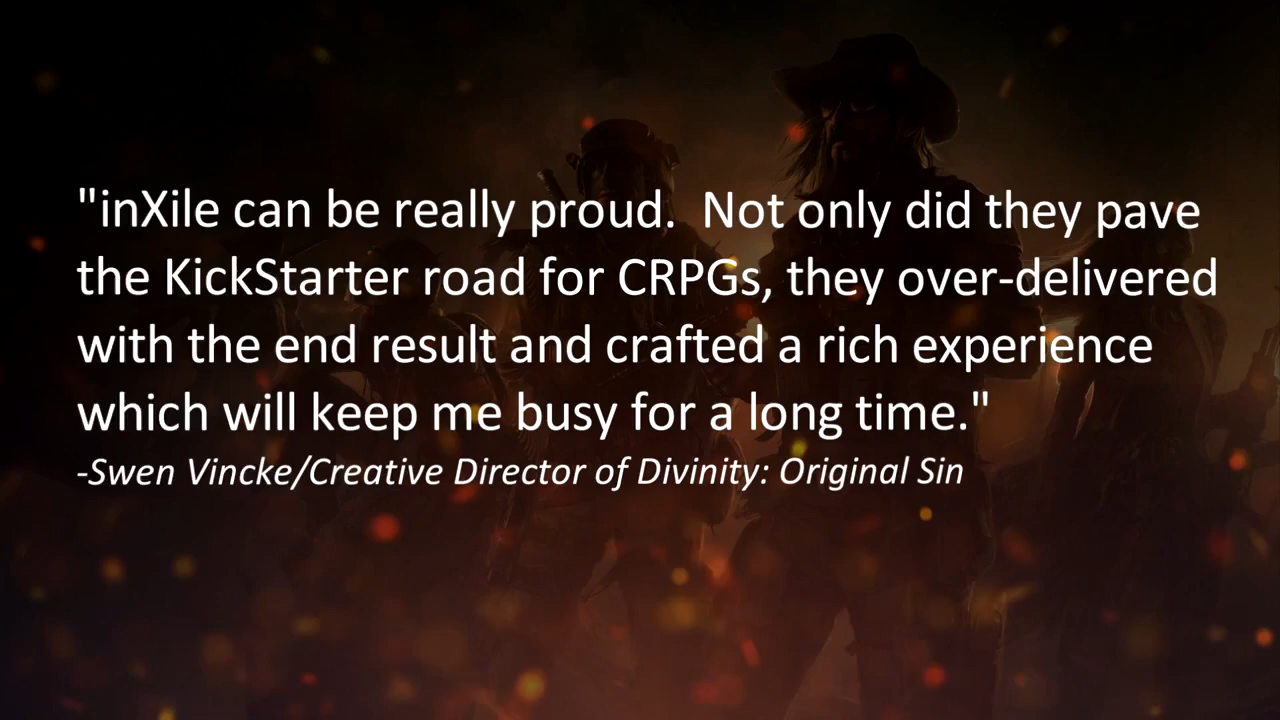 "inXile can be really proud.  Not only did they pave
the KickStarter road for CRPGs, they over-delivered
with the end result and crafted a rich experience
which will keep me busy for a long time."
-Swen Vincke/Creative Director of Divinity: Original Sin